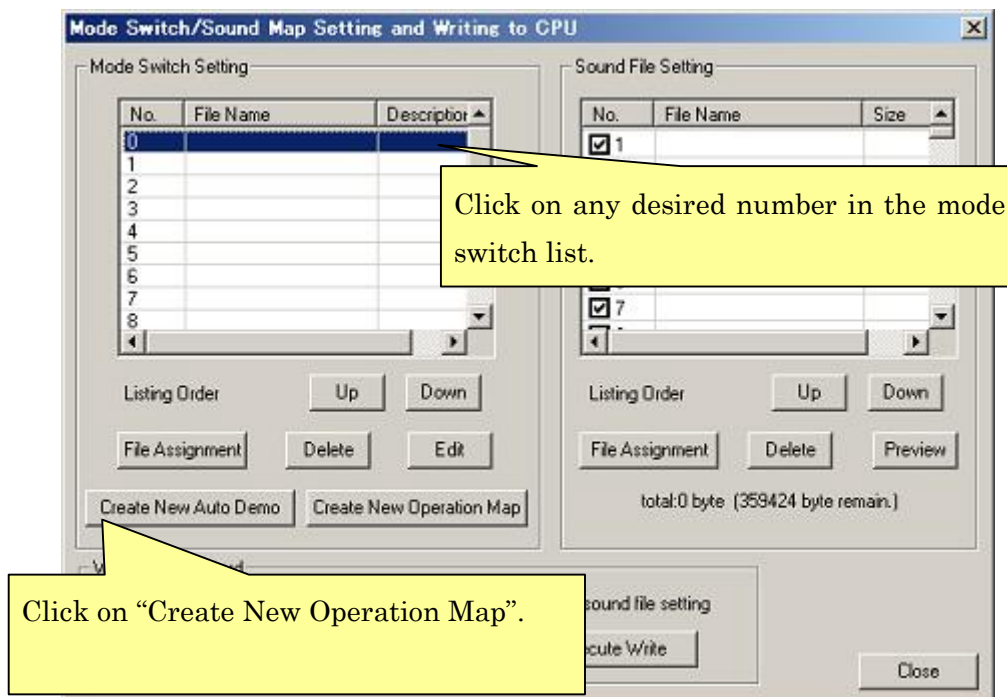 Mode Switch/Sound Map Setting and Writing to CPU
Mode Switch Setting
No. File Name Description
0
1
2
3
4
5
6
7
8
Listing Order Up Down
File Assignment Delete Edit
Create New Auto Demo Create New Operation Map
Sound File Setting
No. File Name Size
1
7
Listing Order Up Down
File Assignment Delete Preview
total:0 byte (359424 byte remain.)
Click on any desired number in the mode
switch list.
Click on “Create New Operation Map”.
sound file setting
Write
Close